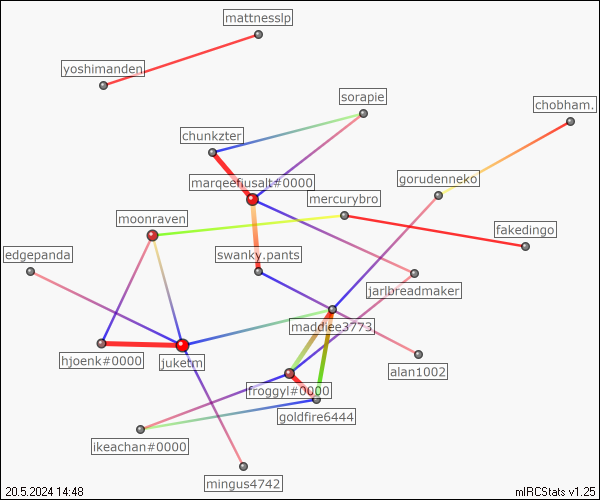 mattnesslp
yoshimanden
sorapie
chobham.
chunkzter
marqeefiusalt#0000
gorudenneko
mercurybro
moonraven
fakedingo
edgepanda
swanky.pants
jarlbreadmaker
maddiee3773
hjoenk#0000
juketm
alan1002
froggyl#0000
goldfire6444
ikeachan#0000
mingus4742
20.5.2024 14:48
mIRCStats v1.25